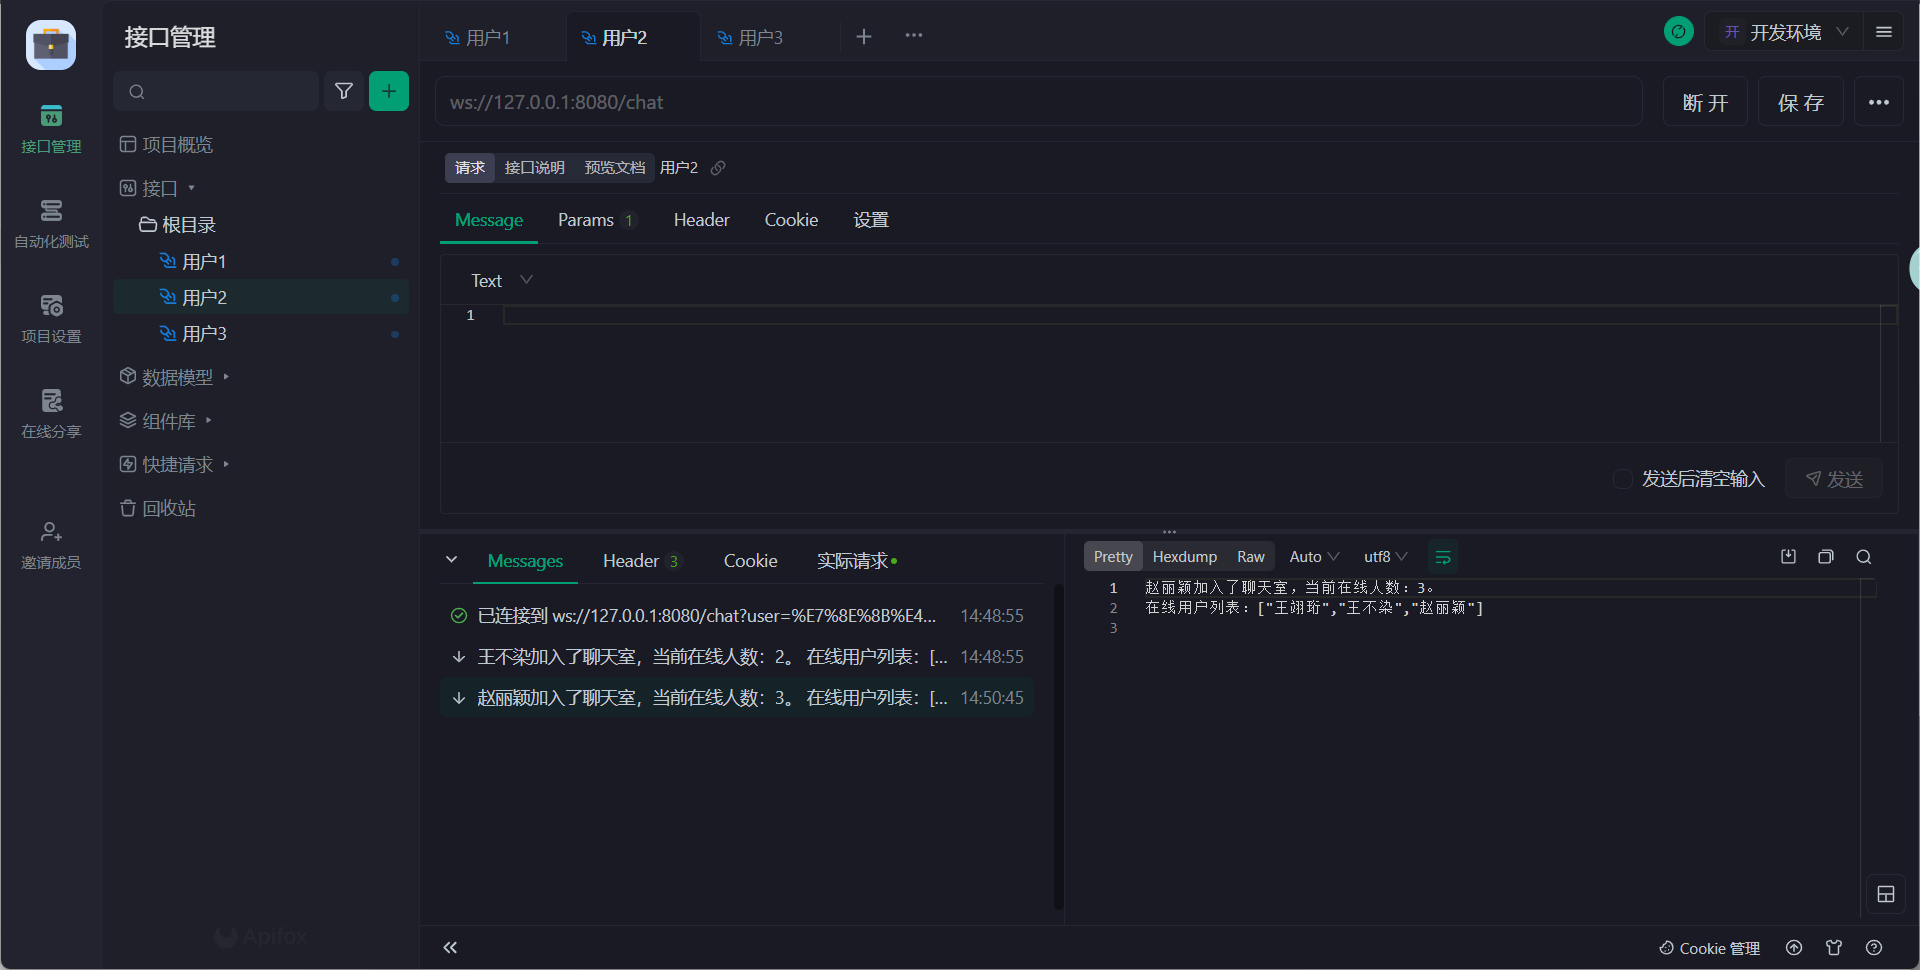 接口管理
自动化测试
项目设置
在线分享
邀请成员
接口管理
项目概览
接口
根目录
用户1
用户2
用户3
数据模型
组件库
快捷请求
回收站
Apifox
用户1 用户2 用户3
开 开发环境
ws://127.0.0.1:8080/chat 断开 保存
请求 接口说明 预览文档 用户2
Message Params 1 Header Cookie 设置
Text
1
发送后清空输入 发送
Messages Header 3 Cookie 实际请求
已连接到 ws://127.0.0.1:8080/chat?user=%E7%8E%8B%E4... 14:48:55
王不染加入了聊天室，当前在线人数：2。 在线用户列表：[... 14:48:55
赵丽颖加入了聊天室，当前在线人数：3。 在线用户列表：[... 14:50:45
Pretty Hexdump Raw Auto utf8
1 赵丽颖加入了聊天室，当前在线人数：3。
2 在线用户列表：["王翊珩","王不染","赵丽颖"]
3
Cookie 管理